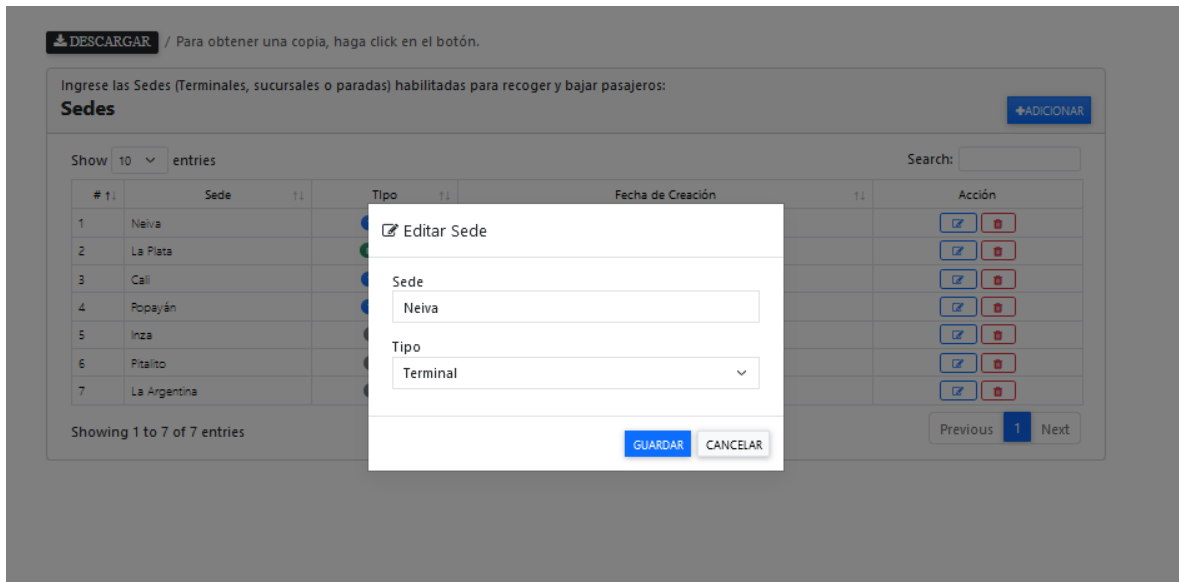 DESCARGAR / Para obtener una copia, haga click en el botón.
Ingrese las Sedes (Terminales, sucursales o paradas) habilitadas para recoger y bajar pasajeros:
Sedes
+ADICIONAR
Show 10 entries Search:
# Sede Tipo Fecha de Creación Acción
1 Neiva
2 La Plata
3 Cali
4 Popayán
5 Inza
6 Pitalito
7 La Argentina
Editar Sede
Sede
Neiva
Tipo
Terminal
GUARDAR CANCELAR
Showing 1 to 7 of 7 entries Previous 1 Next